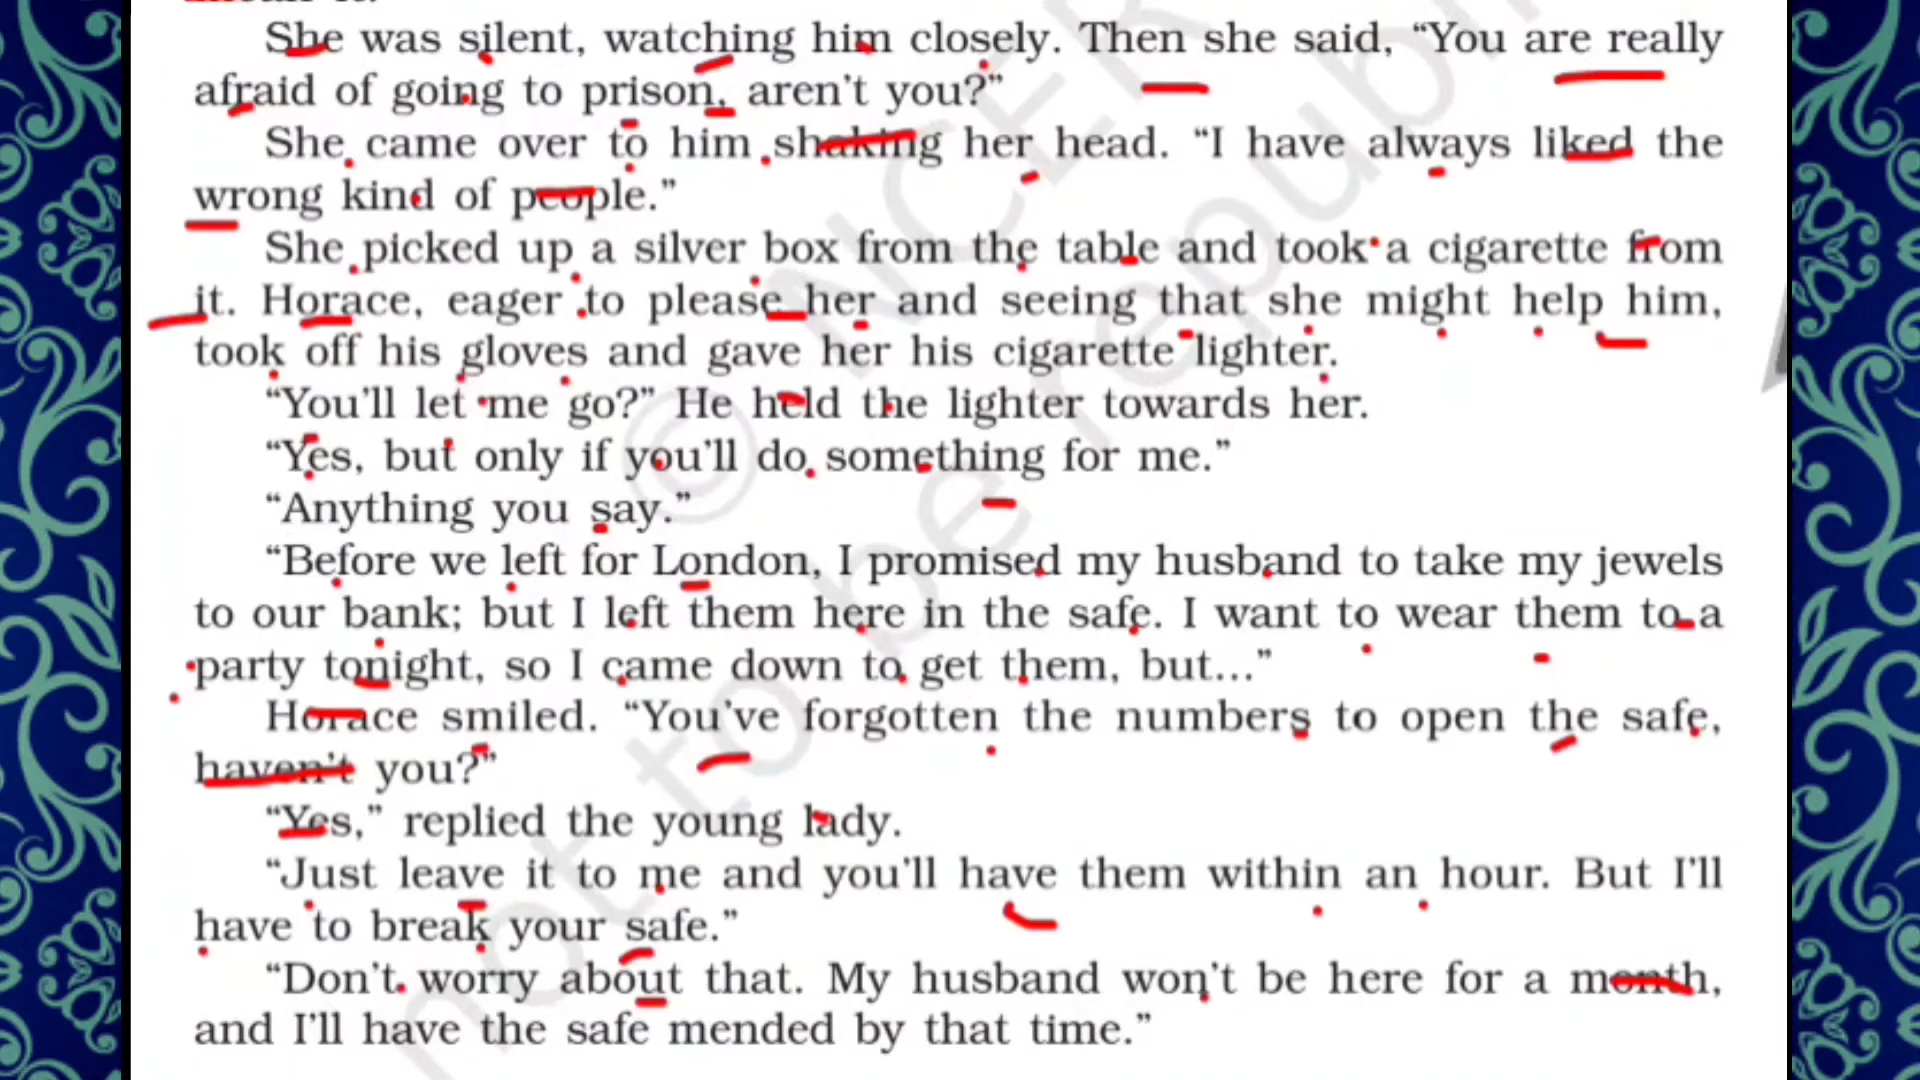 She was silent, watching him closely. Then she said, “You are really
afraid of going to prison, aren’t you?”
She came over to him shaking her head. “I have always liked the
wrong kind of people.”
She picked up a silver box from the table and took a cigarette from
it. Horace, eager to please her and seeing that she might help him,
took off his gloves and gave her his cigarette lighter.
“You’ll let me go?” He held the lighter towards her.
“Yes, but only if you’ll do something for me.”
“Anything you say.”
“Before we left for London, I promised my husband to take my jewels
to our bank; but I left them here in the safe. I want to wear them to a
party tonight, so I came down to get them, but...”
Horace smiled. “You’ve forgotten the numbers to open the safe,
haven’t you?”
“Yes,” replied the young lady.
“Just leave it to me and you’ll have them within an hour. But I’ll
have to break your safe.”
“Don’t worry about that. My husband won’t be here for a month,
and I’ll have the safe mended by that time.”
© NCER
not to be republi